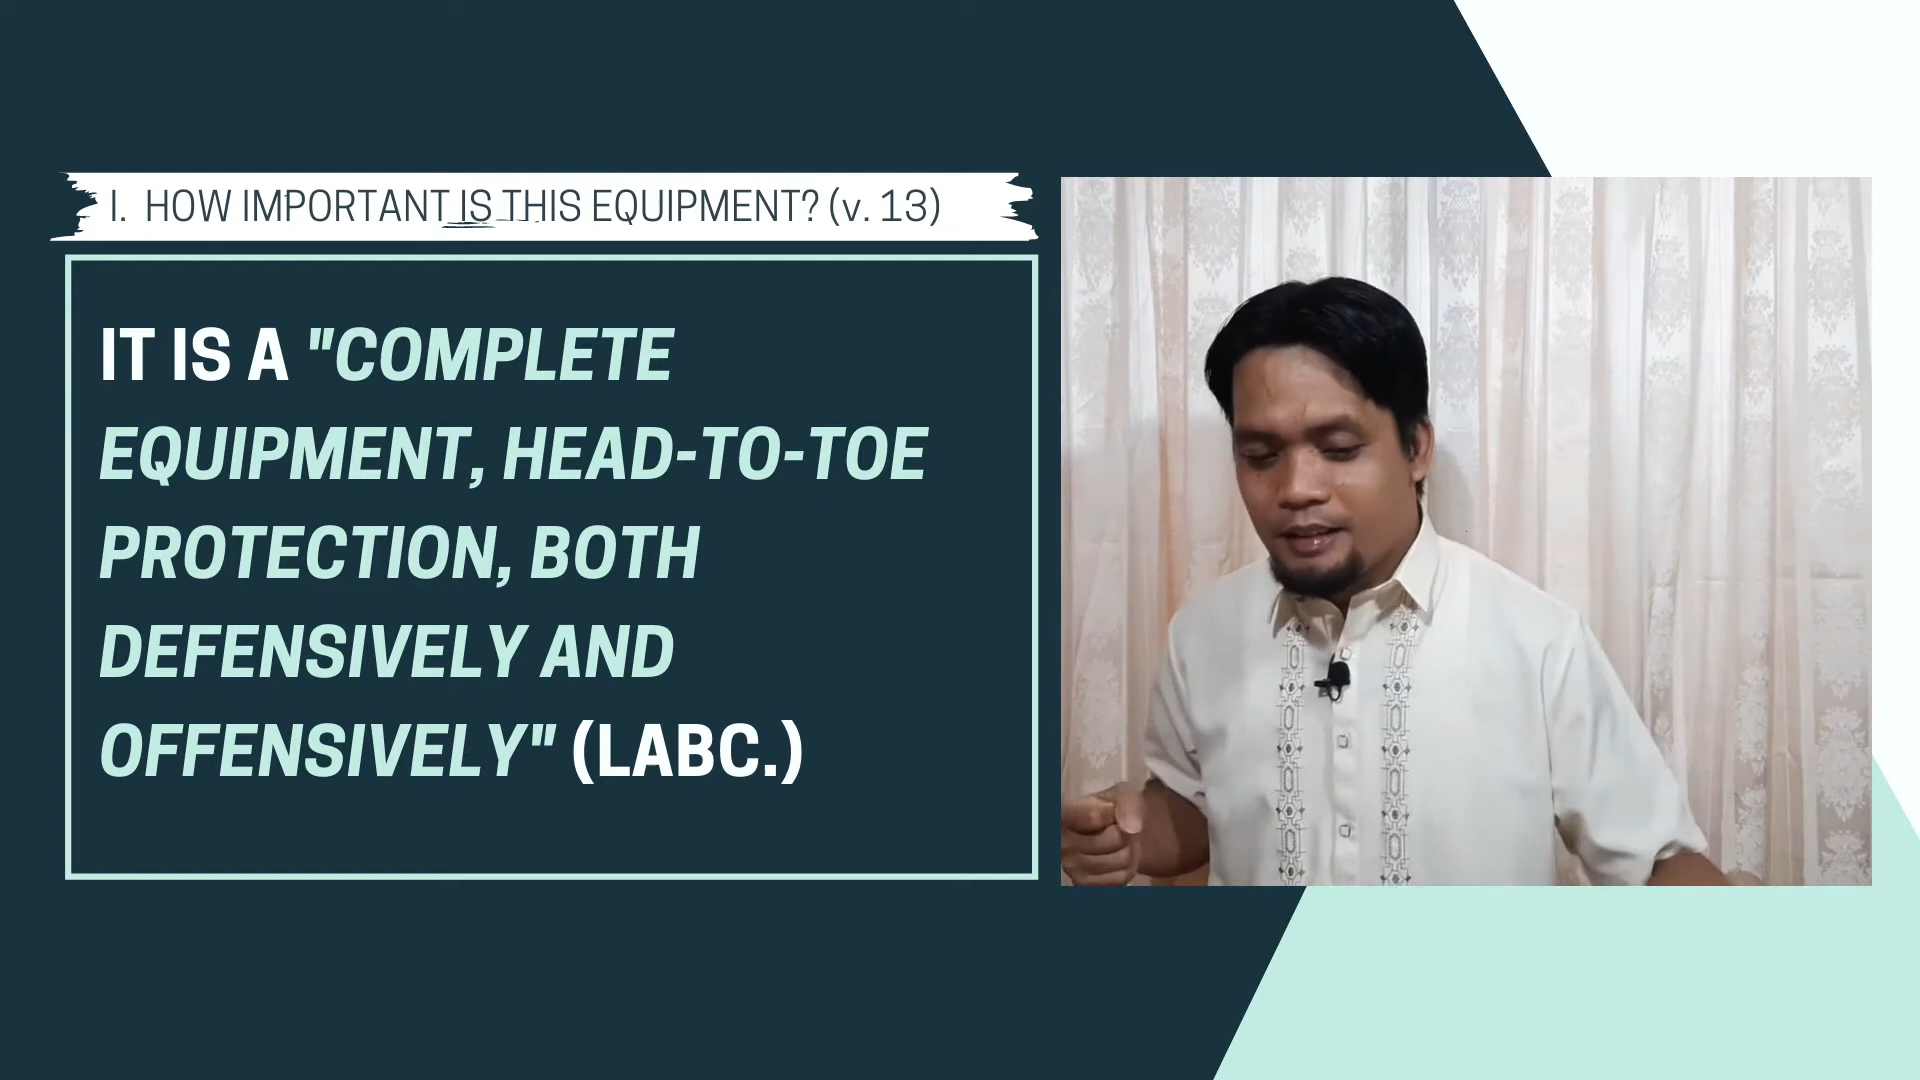 I. HOW IMPORTANT IS THIS EQUIPMENT? (v. 13)
IT IS A "COMPLETE
EQUIPMENT, HEAD-TO-TOE
PROTECTION, BOTH
DEFENSIVELY AND
OFFENSIVELY" (LABC.)